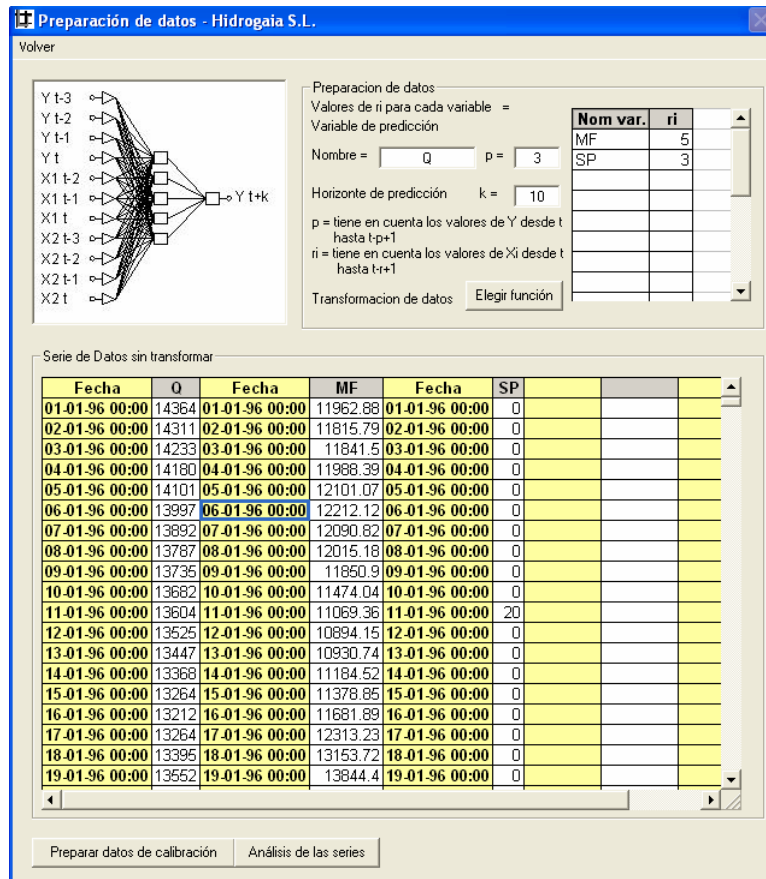 Preparación de datos - Hidrogaia S.L.
Volver
Y t-3
Y t-2
Y t-1
Y t
X1 t-2
X1 t-1
X1 t
X2 t-3
X2 t-2
X2 t-1
X2 t
Y t+k
Preparacion de datos
Valores de ri para cada variable =
Variable de predicción
Nombre = Q p = 3
Horizonte de predicción k = 10
p = tiene en cuenta los valores de Y desde t
hasta t-p+1
ri = tiene en cuenta los valores de Xi desde t
hasta t-r+1
Transformacion de datos Elegir función
Nom var. ri
MF 5
SP 3
Serie de Datos sin transformar
Fecha Q Fecha MF Fecha SP
01-01-96 00:00 14364 01-01-96 00:00 11962.88 01-01-96 00:00 0
02-01-96 00:00 14311 02-01-96 00:00 11815.79 02-01-96 00:00 0
03-01-96 00:00 14233 03-01-96 00:00 11841.5 03-01-96 00:00 0
04-01-96 00:00 14180 04-01-96 00:00 11988.39 04-01-96 00:00 0
05-01-96 00:00 14101 05-01-96 00:00 12101.07 05-01-96 00:00 0
06-01-96 00:00 13997 06-01-96 00:00 12212.12 06-01-96 00:00 0
07-01-96 00:00 13892 07-01-96 00:00 12090.82 07-01-96 00:00 0
08-01-96 00:00 13787 08-01-96 00:00 12015.18 08-01-96 00:00 0
09-01-96 00:00 13735 09-01-96 00:00 11850.9 09-01-96 00:00 0
10-01-96 00:00 13682 10-01-96 00:00 11474.04 10-01-96 00:00 0
11-01-96 00:00 13604 11-01-96 00:00 11069.36 11-01-96 00:00 20
12-01-96 00:00 13525 12-01-96 00:00 10894.15 12-01-96 00:00 0
13-01-96 00:00 13447 13-01-96 00:00 10930.74 13-01-96 00:00 0
14-01-96 00:00 13368 14-01-96 00:00 11184.52 14-01-96 00:00 0
15-01-96 00:00 13264 15-01-96 00:00 11378.85 15-01-96 00:00 0
16-01-96 00:00 13212 16-01-96 00:00 11681.89 16-01-96 00:00 0
17-01-96 00:00 13264 17-01-96 00:00 12313.23 17-01-96 00:00 0
18-01-96 00:00 13395 18-01-96 00:00 13153.72 18-01-96 00:00 0
19-01-96 00:00 13552 19-01-96 00:00 13844.4 19-01-96 00:00 0
Preparar datos de calibración Análisis de las series